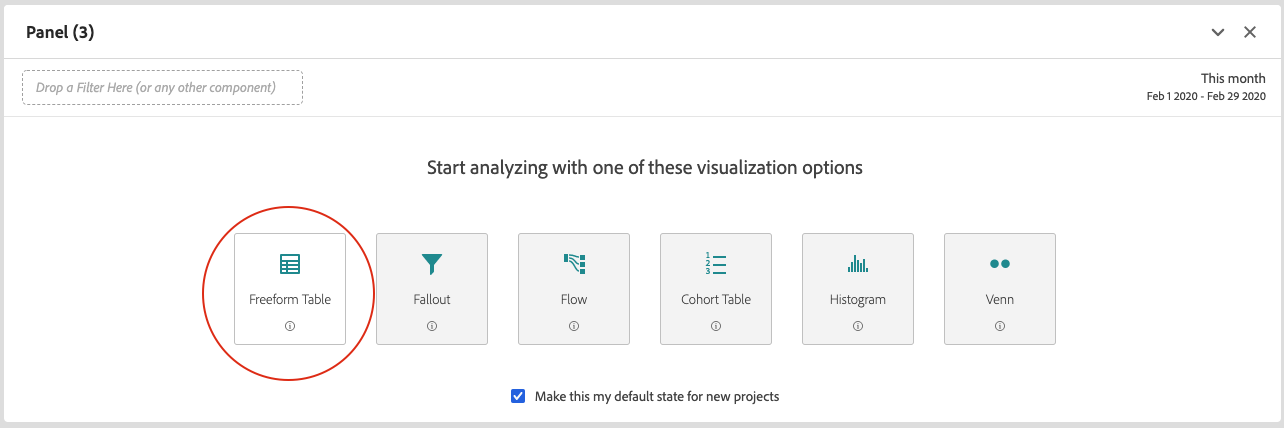 Panel (3)
Drop a Filter Here (or any other component)
This month
Feb 1 2020 - Feb 29 2020
Start analyzing with one of these visualization options
Freeform Table
Fallout
Flow
1
2
3
Cohort Table
Histogram
Venn
Make this my default state for new projects